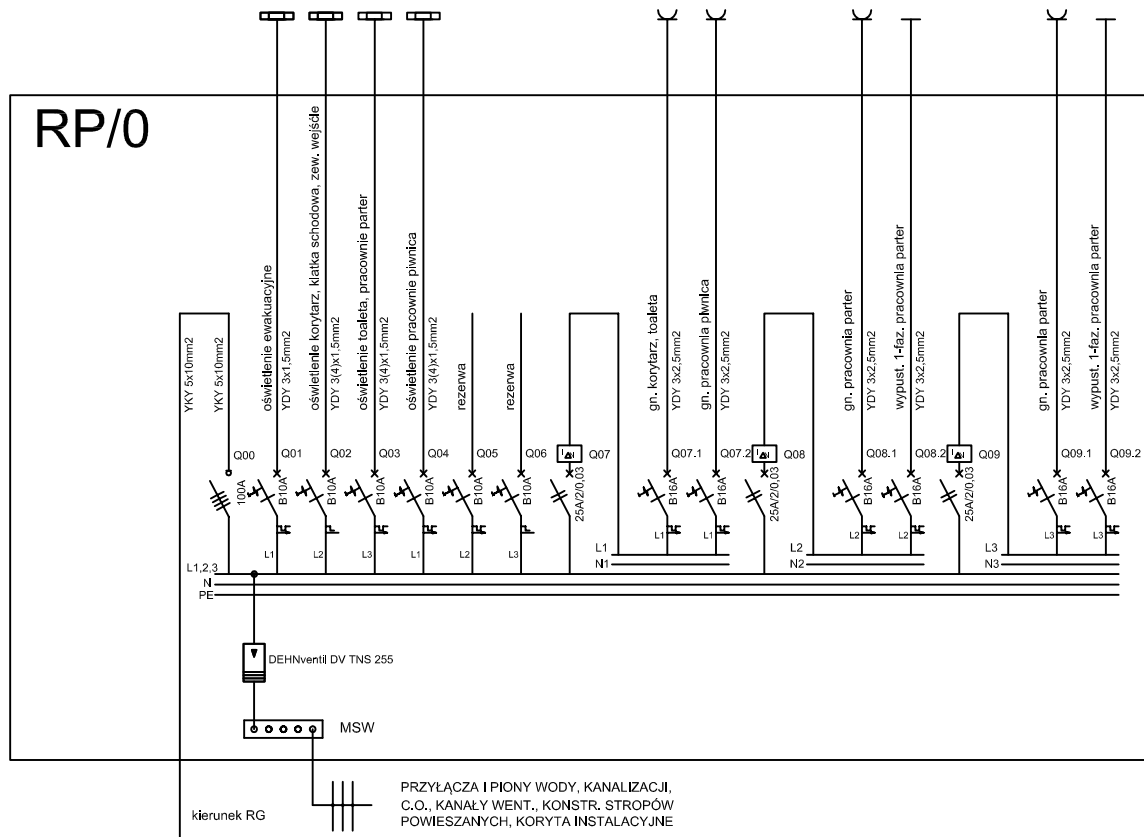 RP/0
YKY 5x10mm2
YKY 5x10mm2
oświetlenie ewakuacyjne
YDY 3x1,5mm2
oświetlenie korytarz, klatka schodowa, zew. wejście
YDY 3(4)x1,5mm2
oświetlenie toaleta, pracownie parter
YDY 3(4)x1,5mm2
oświetlenie pracownie piwnica
YDY 3(4)x1,5mm2
rezerwa
rezerwa
gn. korytarz, toaleta
YDY 3x2,5mm2
gn. pracownia piwnica
YDY 3x2,5mm2
gn. pracownia parter
YDY 3x2,5mm2
wypust. 1-faz. pracownia parter
YDY 3x2,5mm2
gn. pracownia parter
YDY 3x2,5mm2
wypust. 1-faz. pracownia parter
YDY 3x2,5mm2
Q00
Q01
Q02
Q03
Q04
Q05
Q06
Q07
Q07.1
Q07.2
Q08
Q08.1
Q08.2
Q09
Q09.1
Q09.2
100A
B10A
B10A
B10A
B10A
B10A
B10A
25A/2/0,03
B16A
B16A
25A/2/0,03
B16A
B16A
25A/2/0,03
B16A
B16A
L1
L2
L3
L1
L2
L3
L1
L1
L2
L2
L3
L3
L1
N1
L2
N2
L3
N3
L1,2,3
N
PE
DEHNventil DV TNS 255
MSW
kierunek RG
PRZYŁĄCZA I PIONY WODY, KANALIZACJI,
C.O., KANAŁY WENT., KONSTR. STROPÓW
POWIESZANYCH, KORYTA INSTALACYJNE